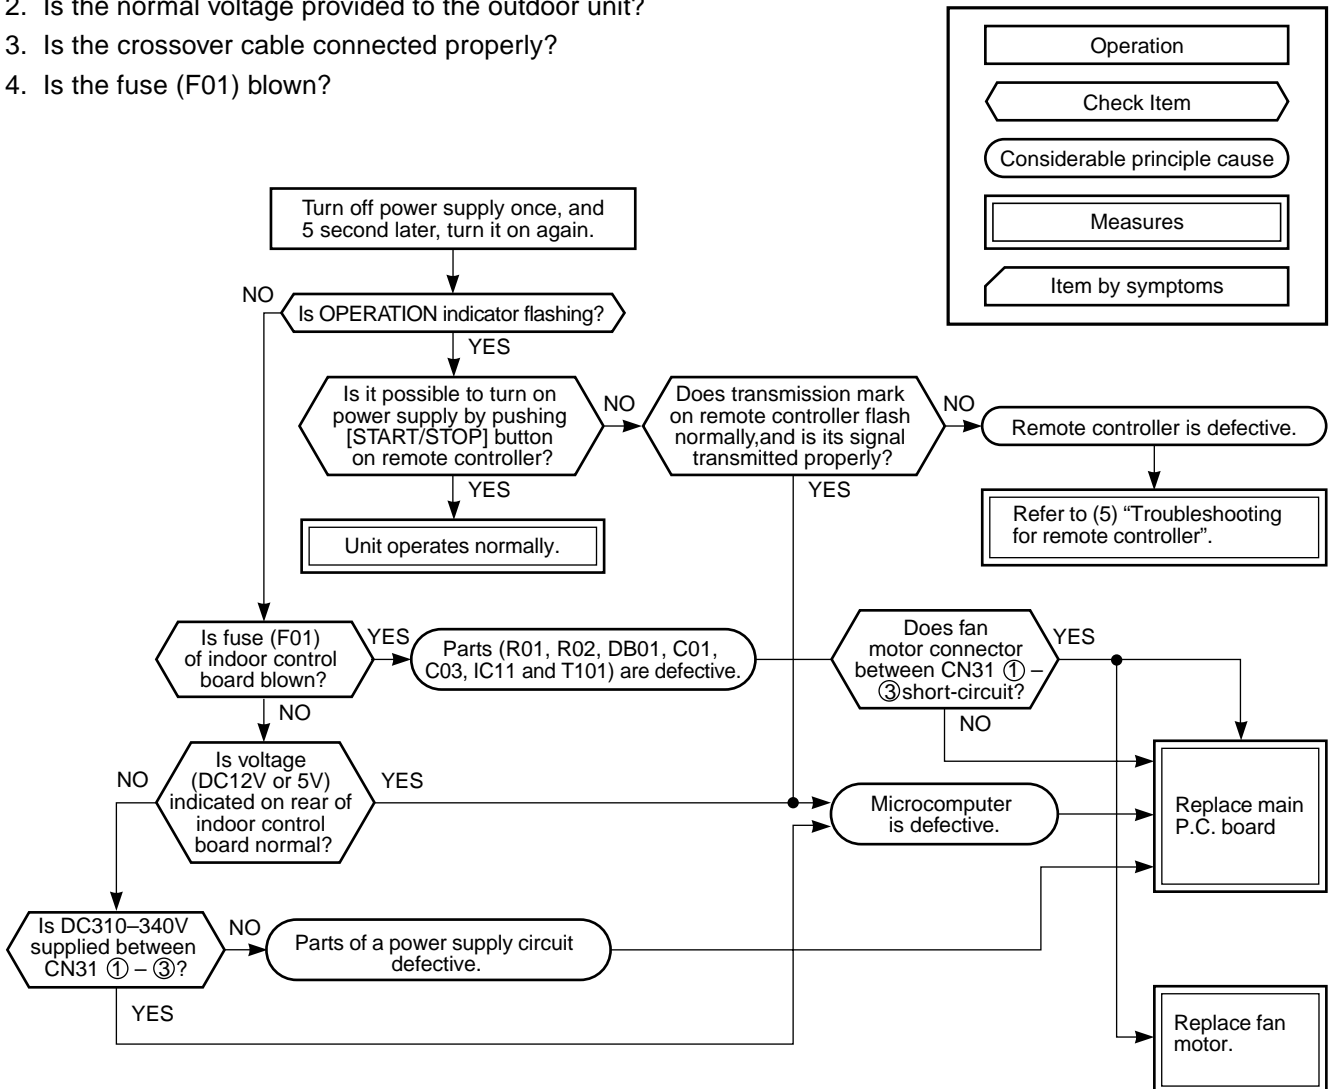 2. Is the normal voltage provided to the outdoor unit?
3. Is the crossover cable connected properly?
4. Is the fuse (F01) blown?
Operation
Check Item
Considerable principle cause
Measures
Item by symptoms
Turn off power supply once, and
5 second later, turn it on again.
NO
Is OPERATION indicator flashing?
YES
Is it possible to turn on
power supply by pushing
[START/STOP] button
on remote controller?
NO
Does transmission mark
on remote controller flash
normally,and is its signal
transmitted properly?
NO
Remote controller is defective.
YES
YES
Unit operates normally.
Refer to (5) “Troubleshooting
for remote controller”.
Is fuse (F01)
of indoor control
board blown?
YES
Parts (R01, R02, DB01, C01,
C03, IC11 and T101) are defective.
Does fan
motor connector
between CN31 ① –
③short-circuit?
YES
NO
NO
Is voltage
(DC12V or 5V)
indicated on rear of
indoor control
board normal?
NO
YES
Microcomputer
is defective.
Replace main
P.C. board
Is DC310–340V
supplied between
CN31 ① – ③?
NO
Parts of a power supply circuit
defective.
YES
Replace fan
motor.